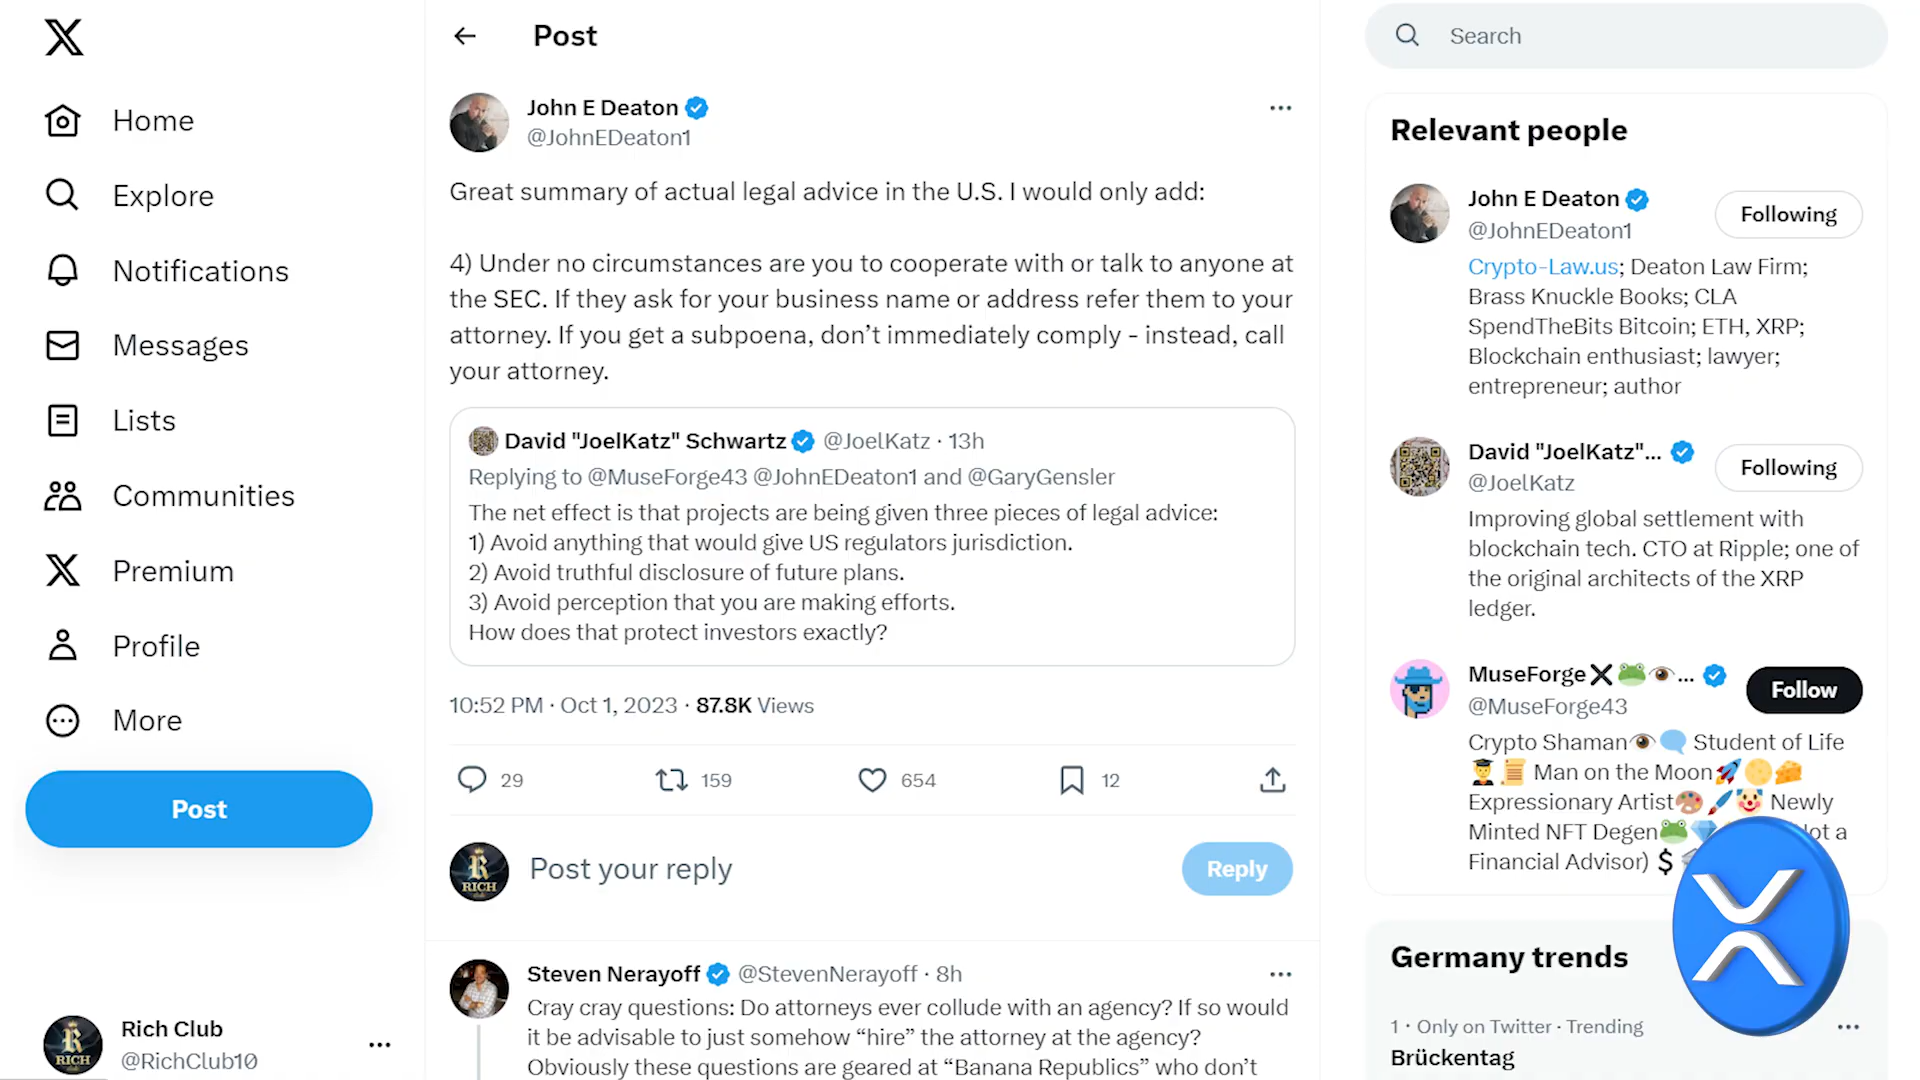 Home
Explore
Notifications
Messages
Lists
Communities
Premium
Profile
More
Post
Rich Club
@RichClub10
Post
John E Deaton
@JohnEDeaton1
Great summary of actual legal advice in the U.S. I would only add:
4) Under no circumstances are you to cooperate with or talk to anyone at
the SEC. If they ask for your business name or address refer them to your
attorney. If you get a subpoena, don’t immediately comply - instead, call
your attorney.
David "JoelKatz" Schwartz @JoelKatz · 13h
Replying to @MuseForge43 @JohnEDeaton1 and @GaryGensler
The net effect is that projects are being given three pieces of legal advice:
1) Avoid anything that would give US regulators jurisdiction.
2) Avoid truthful disclosure of future plans.
3) Avoid perception that you are making efforts.
How does that protect investors exactly?
10:52 PM · Oct 1, 2023 · 87.8K Views
29 159 654 12
RICH
Post your reply
Reply
Steven Nerayoff @StevenNerayoff · 8h
Cray cray questions: Do attorneys ever collude with an agency? If so would
it be advisable to just somehow “hire” the attorney at the agency?
Obviously these questions are geared at “Banana Republics” who don’t
Search
Relevant people
John E Deaton
@JohnEDeaton1
Following
Crypto-Law.us; Deaton Law Firm;
Brass Knuckle Books; CLA
SpendTheBits Bitcoin; ETH, XRP;
Blockchain enthusiast; lawyer;
entrepreneur; author
David "JoelKatz"...
@JoelKatz
Following
Improving global settlement with
blockchain tech. CTO at Ripple; one of
the original architects of the XRP
ledger.
MuseForge❌🐸👁...
@MuseForge43
Follow
Crypto Shaman👁🗨 Student of Life
👨‍🎓📜 Man on the Moon🚀🌕🧀
Expressionary Artist🎨🖌🤡 Newly
Minted NFT Degen🐸💎
Financial Advisor) $
Germany trends
1 · Only on Twitter · Trending
Brückentag
RICH